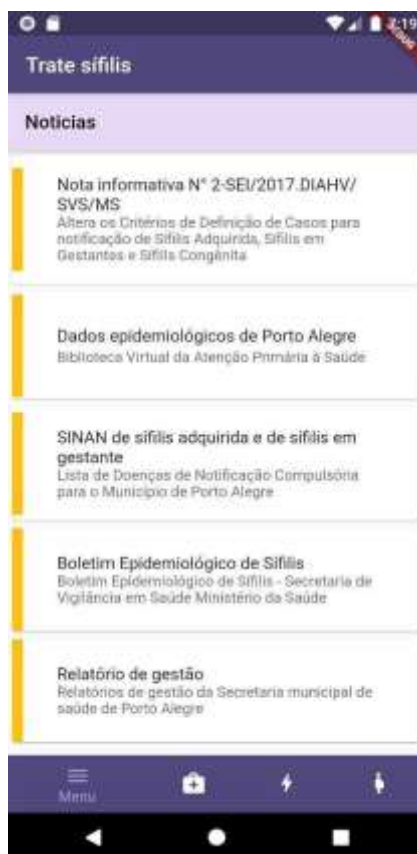 3:19
DEBUG
Trate sífilis
Noticias
Nota informativa N° 2-SEI/2017.DIAHV/
SVS/MS
Altera os Critérios de Definição de Casos para
notificação de Sífilis Adquirida, Sífilis em
Gestantes e Sífilis Congênita
Dados epidemiológicos de Porto Alegre
Biblioteca Virtual da Atenção Primária à Saúde
SINAN de sífilis adquirida e de sífilis em
gestante
Lista de Doenças de Notificação Compulsória
para o Município de Porto Alegre
Boletim Epidemiológico de Sífilis
Boletim Epidemiológico de Sífilis - Secretaria de
Vigilância em Saúde Ministério da Saúde
Relatório de gestão
Relatórios de gestão da Secretaria municipal de
saúde de Porto Alegre
Menu